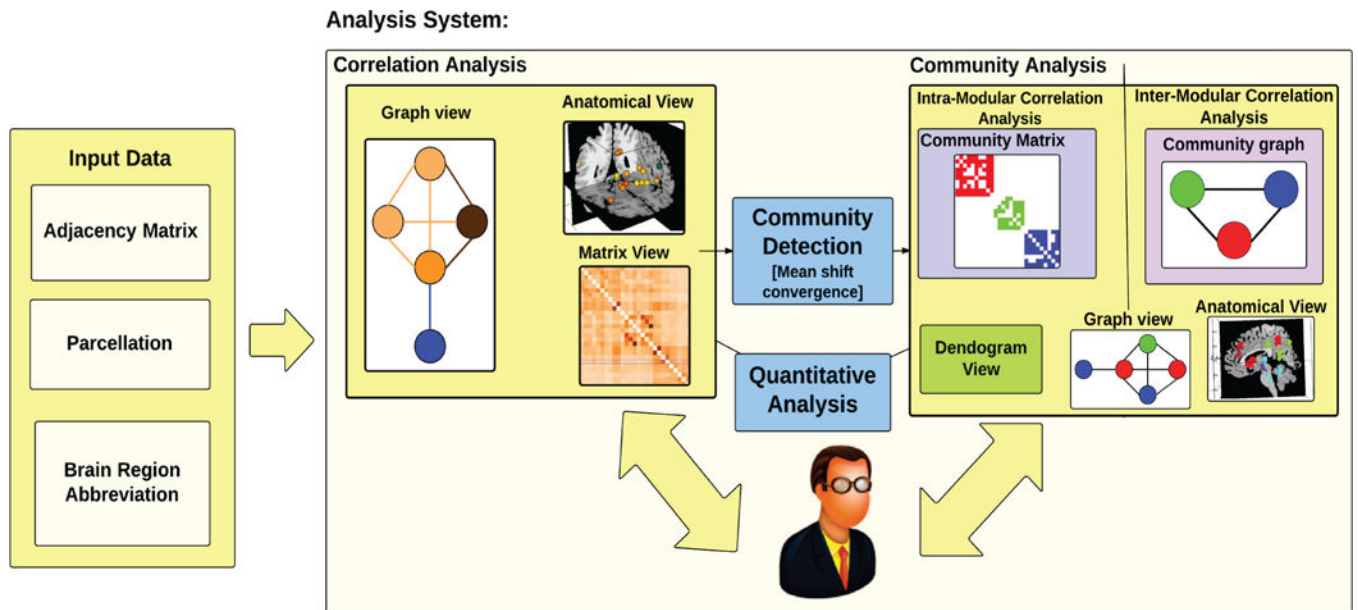 Analysis System:
Input Data
Adjacency Matrix
Parcellation
Brain Region
Abbreviation
Correlation Analysis
Graph view
Anatomical View
Matrix View
Community
Detection
[Mean shift
convergence]
Quantitative
Analysis
Community Analysis
Intra-Modular Correlation
Analysis
Community Matrix
Inter-Modular Correlation
Analysis
Community graph
Dendogram
View
Graph view
Anatomical View